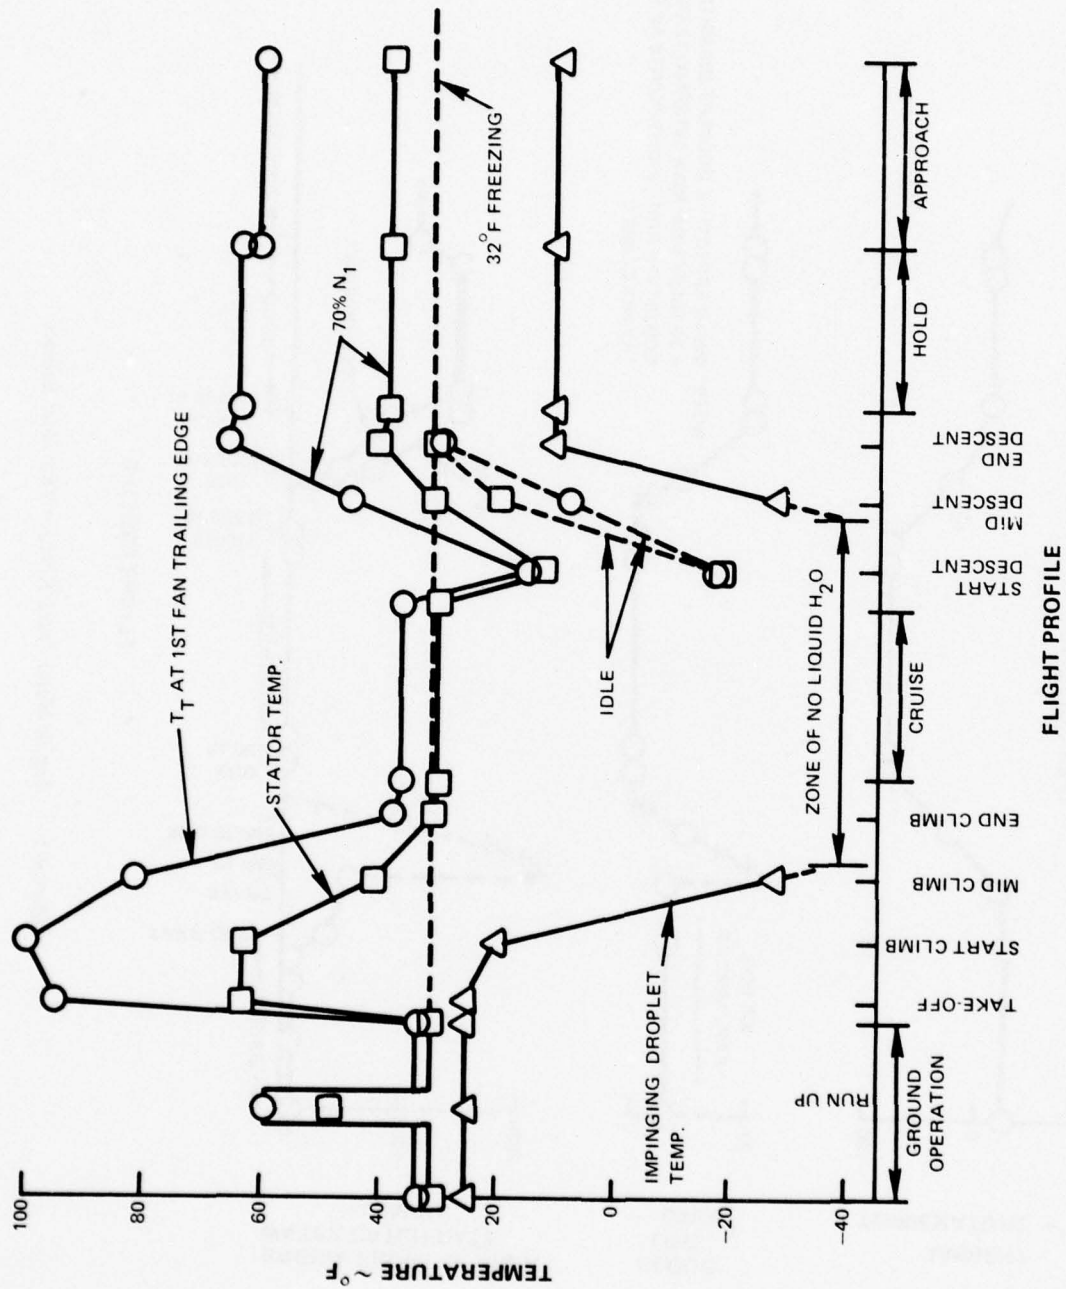 100
80
60
40
20
0
-20
-40
TEMPERATURE ~ °F
T_T AT 1ST FAN TRAILING EDGE
STATOR TEMP.
70% N₁
32°F FREEZING
IMPINGING DROPLET
TEMP.
IDLE
ZONE OF NO LIQUID H₂O
RUN UP
TAKE-OFF
START CLIMB
MID CLIMB
END CLIMB
START
DESCENT
MID
DESCENT
END
DESCENT
GROUND
OPERATION
CRUISE
HOLD
APPROACH
FLIGHT PROFILE